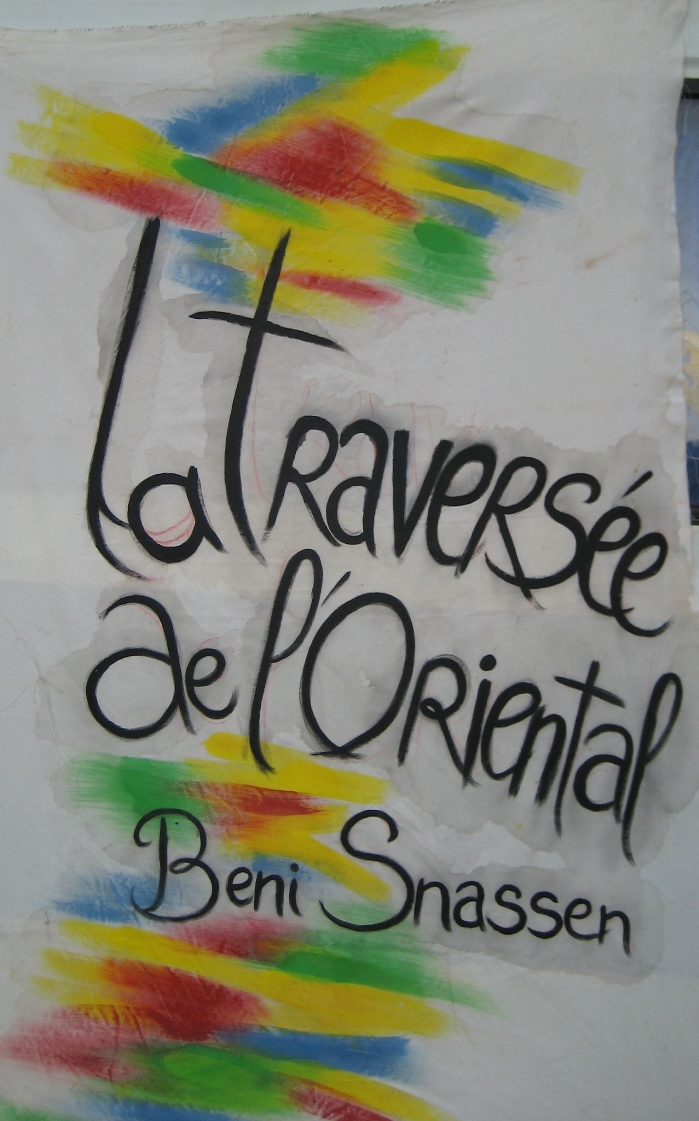 La Traversée
de l'Oriental
Beni Snassen